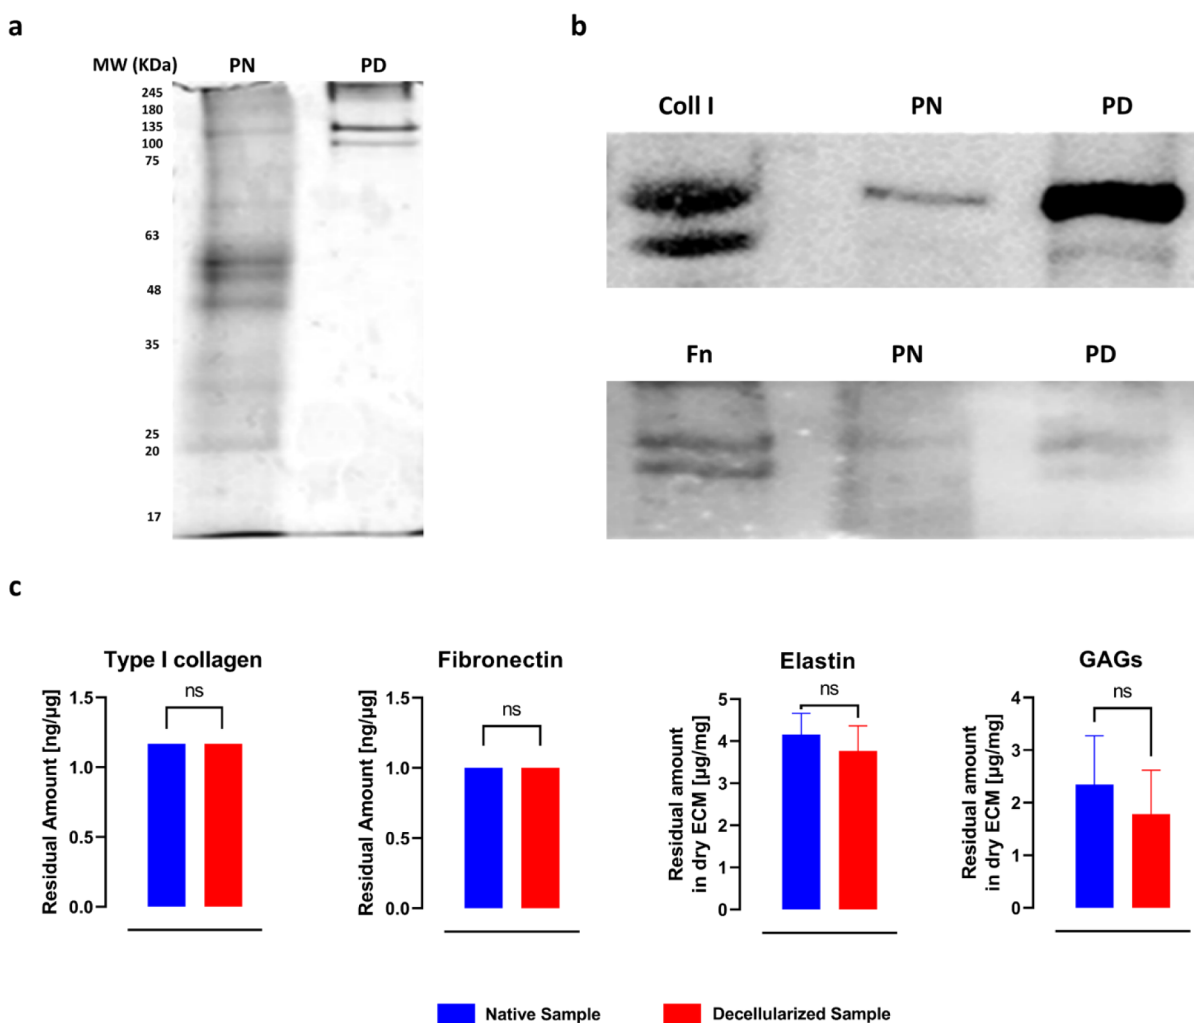 a
MW (KDa) PN PD
245
180
135
100
75
63
48
35
25
20
17
b
Coll I PN PD
Fn PN PD
c
Type I collagen
Residual Amount [ng/µg]
1.5
1.0
0.5
0.0
ns
Fibronectin
Residual Amount [ng/µg]
1.5
1.0
0.5
0.0
ns
Elastin
Residual amount
in dry ECM [µg/mg]
5
4
3
2
1
0
ns
GAGs
Residual amount
in dry ECM [µg/mg]
4
3
2
1
0
ns
Native Sample
Decellularized Sample